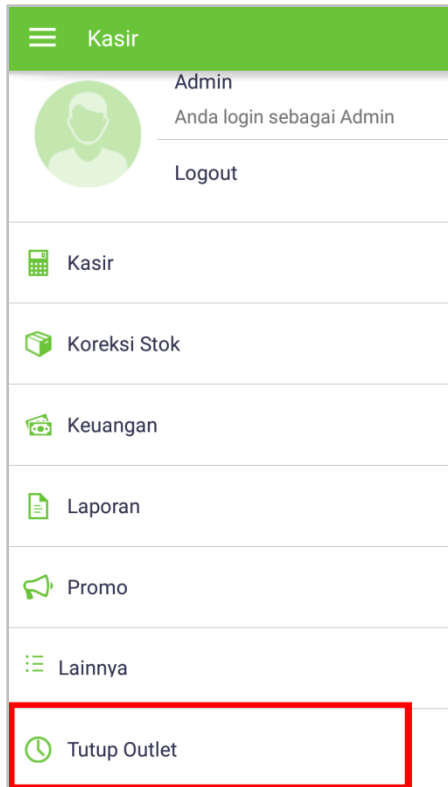 Kasir
Admin
Anda login sebagai Admin
Logout
Kasir
Koreksi Stok
Keuangan
Laporan
Promo
Lainnya
Tutup Outlet